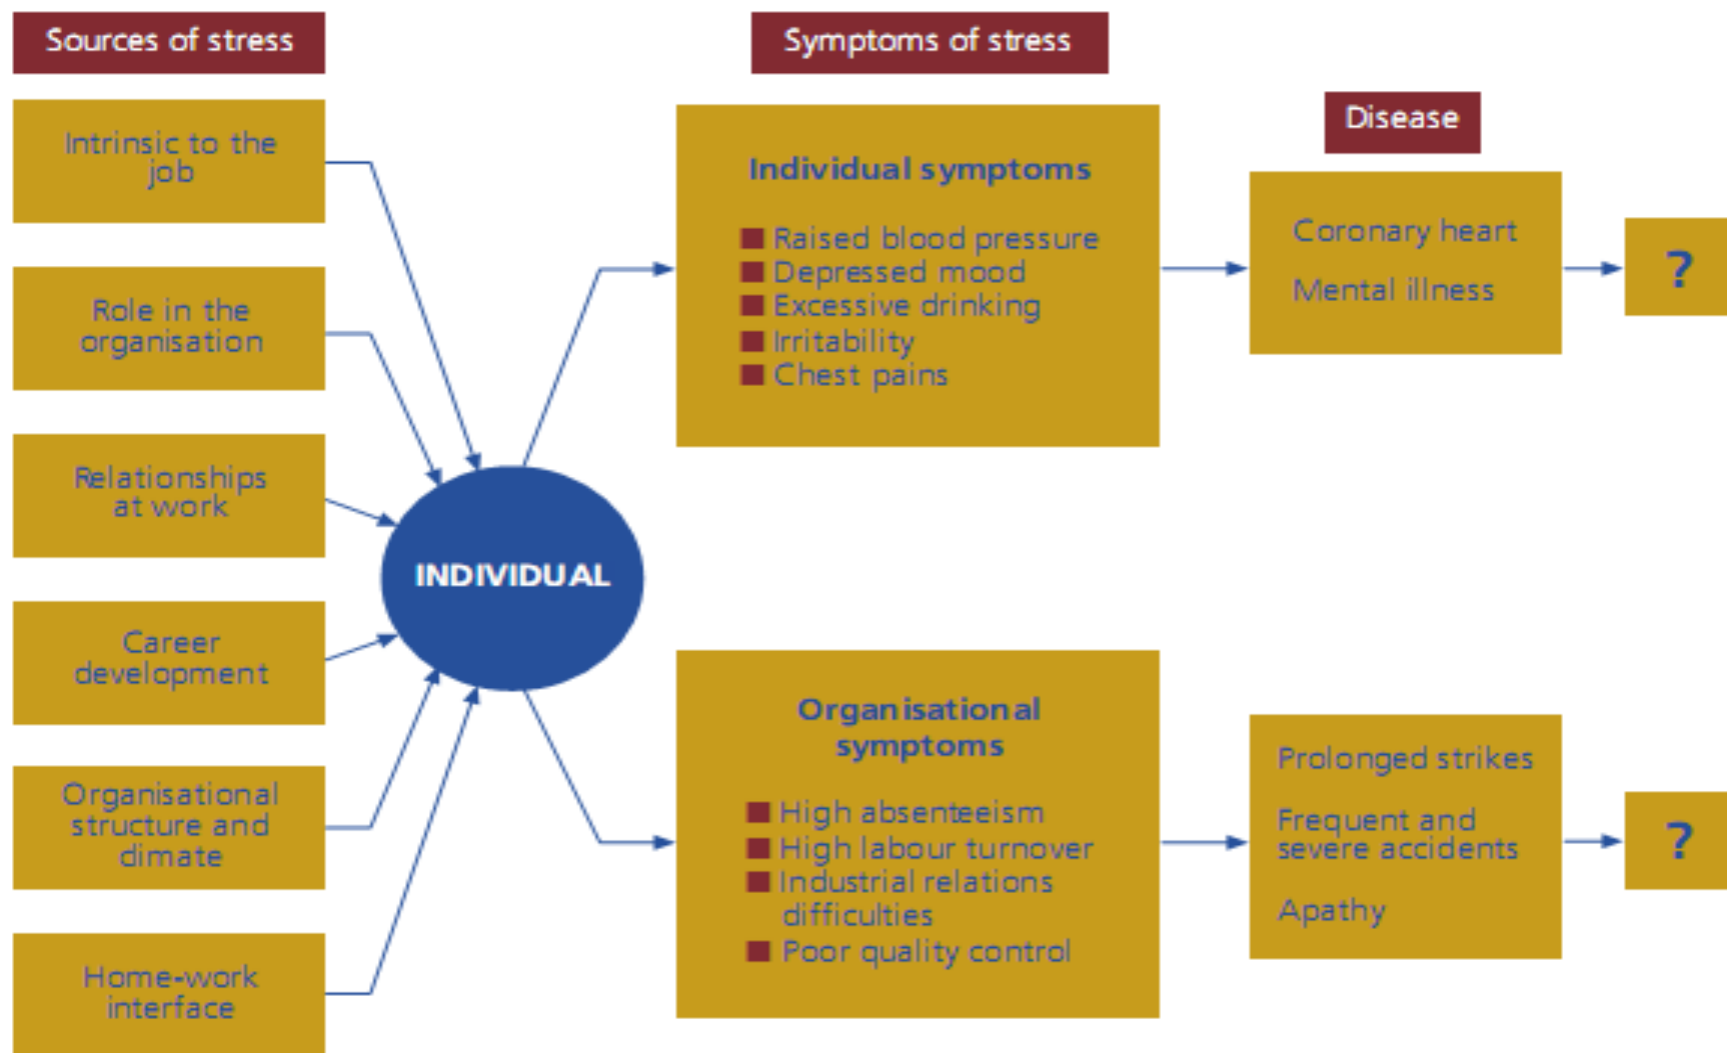 Sources of stress
Intrinsic to the
job
Role in the
organisation
Relationships
at work
Career
development
Organisational
structure and
dimate
Home-work
interface
INDIVIDUAL
Symptoms of stress
Individual symptoms
Raised blood pressure
Depressed mood
Excessive drinking
Irritability
Chest pains
Organisational
symptoms
High absenteeism
High labour turnover
Industrial relations
difficulties
Poor quality control
Disease
Coronary heart
Mental illness
?
Prolonged strikes
Frequent and
severe accidents
Apathy
?